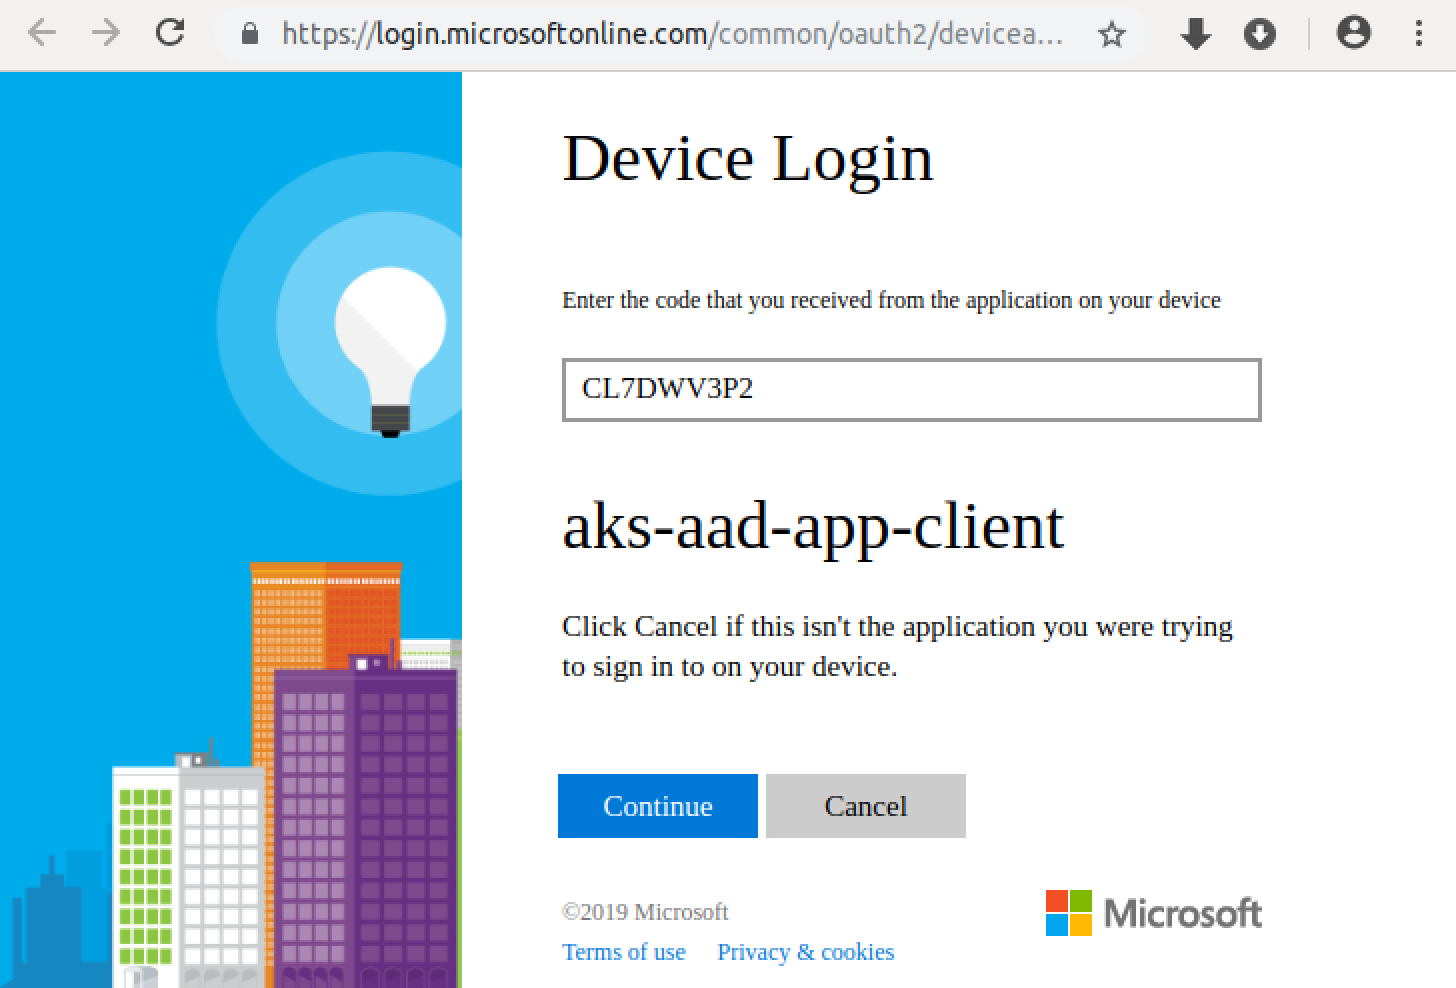 https://login.microsoftonline.com/common/oauth2/devicea...
Device Login
Enter the code that you received from the application on your device
CL7DWV3P2
aks-aad-app-client
Click Cancel if this isn't the application you were trying
to sign in to on your device.
Continue Cancel
©2019 Microsoft
Microsoft
Terms of use Privacy & cookies